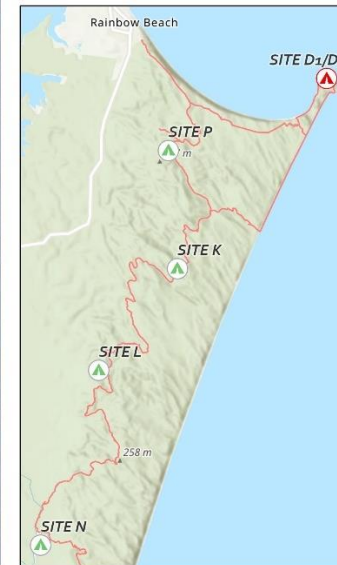 Rainbow Beach
SITE D1/D
SITE P
m
SITE K
SITE L
258 m
SITE N